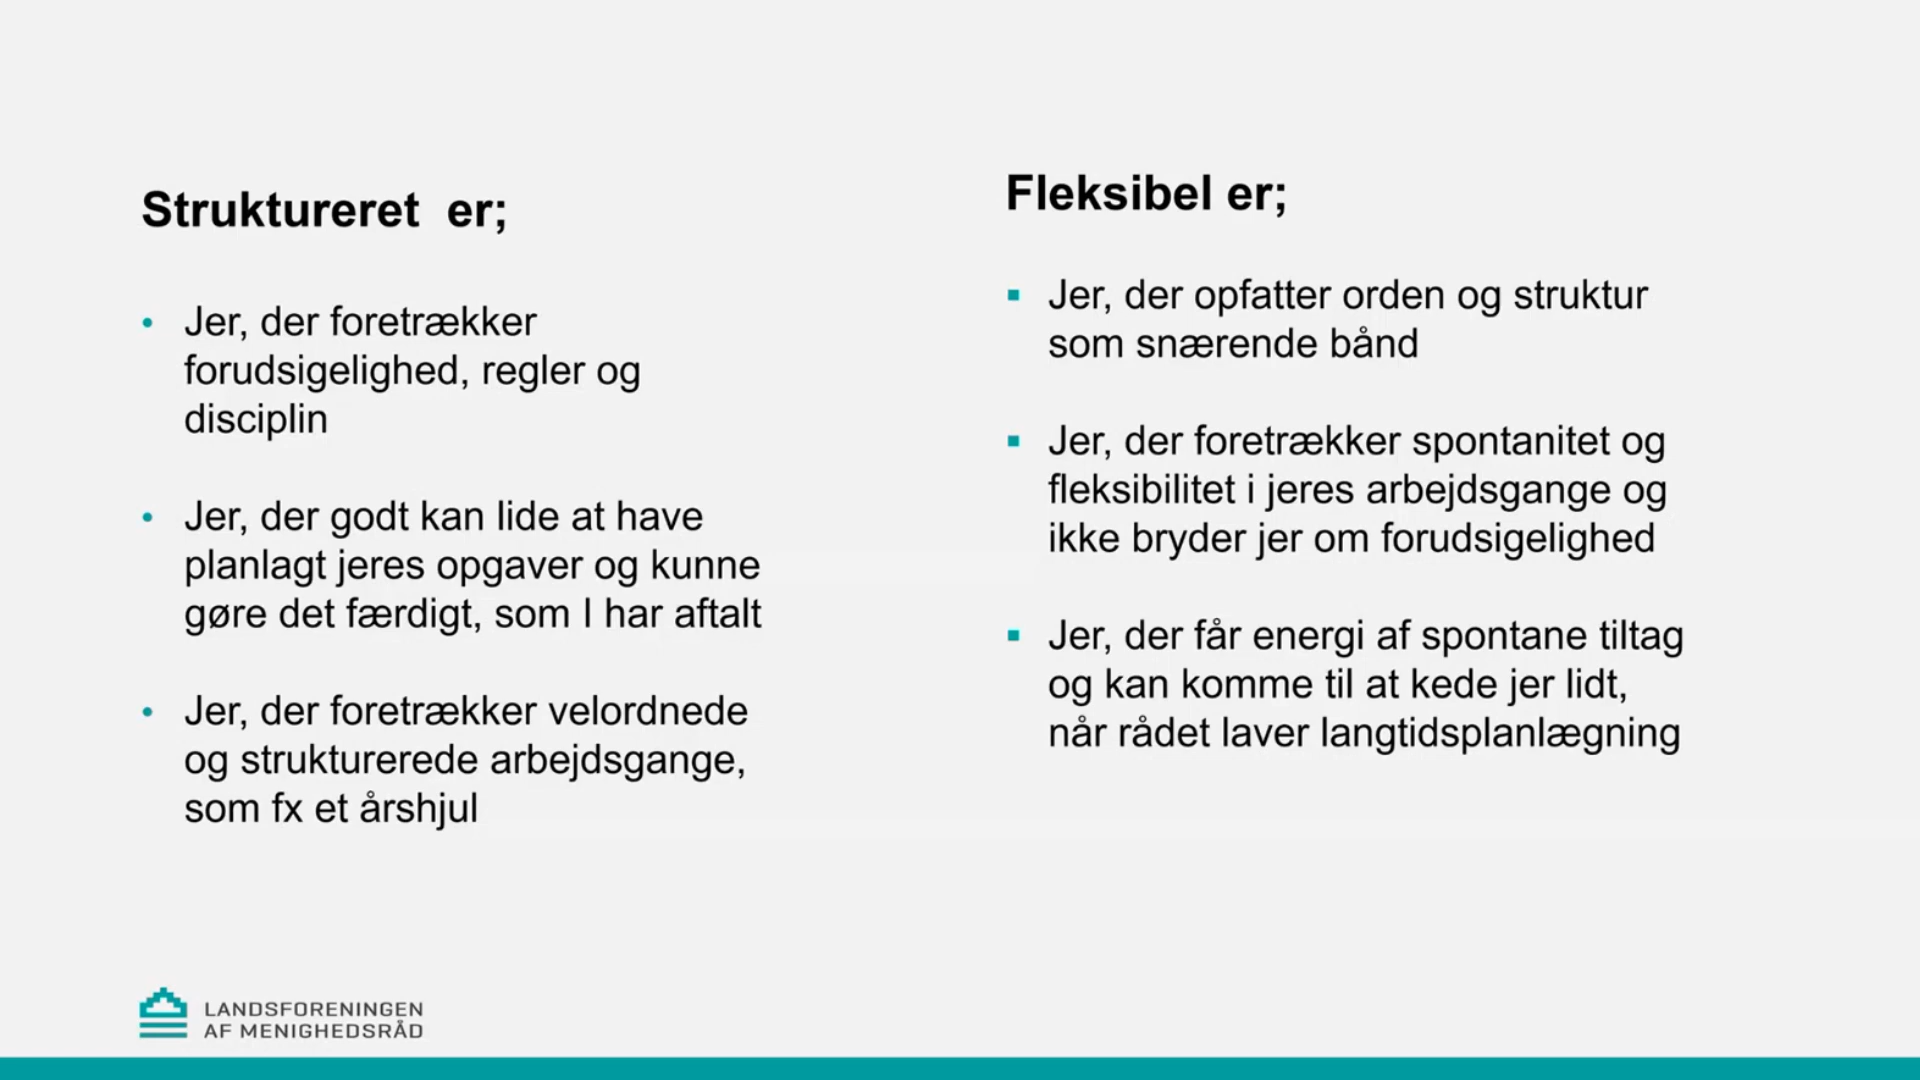 Struktureret  er;
Jer, der foretrækker
forudsigelighed, regler og
disciplin
Jer, der godt kan lide at have
planlagt jeres opgaver og kunne
gøre det færdigt, som I har aftalt
Jer, der foretrækker velordnede
og strukturerede arbejdsgange,
som fx et årshjul
Fleksibel er;
Jer, der opfatter orden og struktur
som snærende bånd
Jer, der foretrækker spontanitet og
fleksibilitet i jeres arbejdsgange og
ikke bryder jer om forudsigelighed
Jer, der får energi af spontane tiltag
og kan komme til at kede jer lidt,
når rådet laver langtidsplanlægning
LANDSFORENINGEN
AF MENIGHEDSRÅD